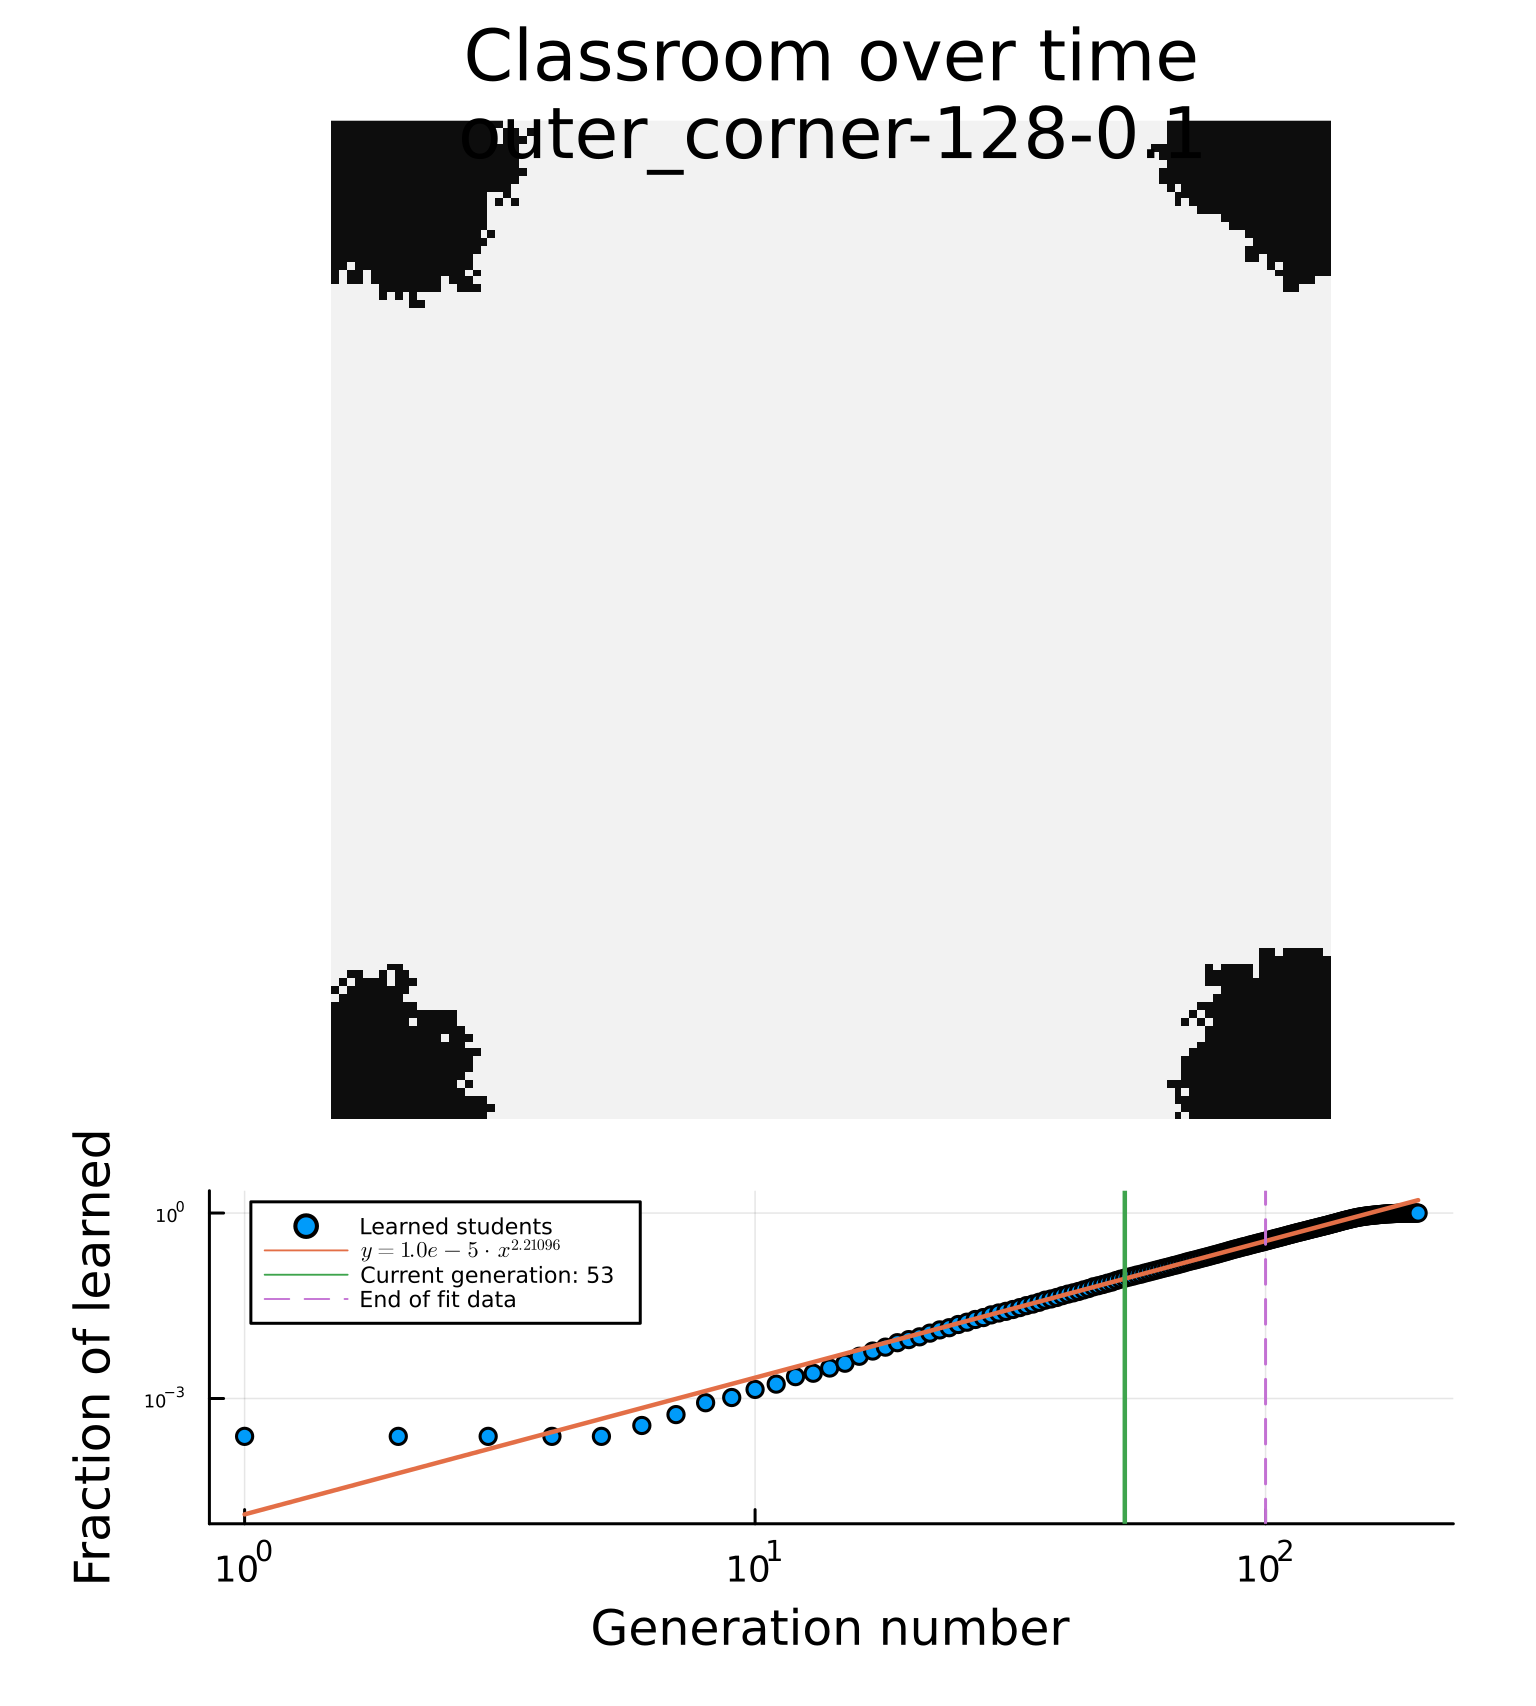 Classroom over time
outer_corner-128-0.1
Fraction of learned
10^0
10^-3
Learned students
y = 1.0e - 5 · x^2.21096
Current generation: 53
End of fit data
10^0 10^1 10^2
Generation number